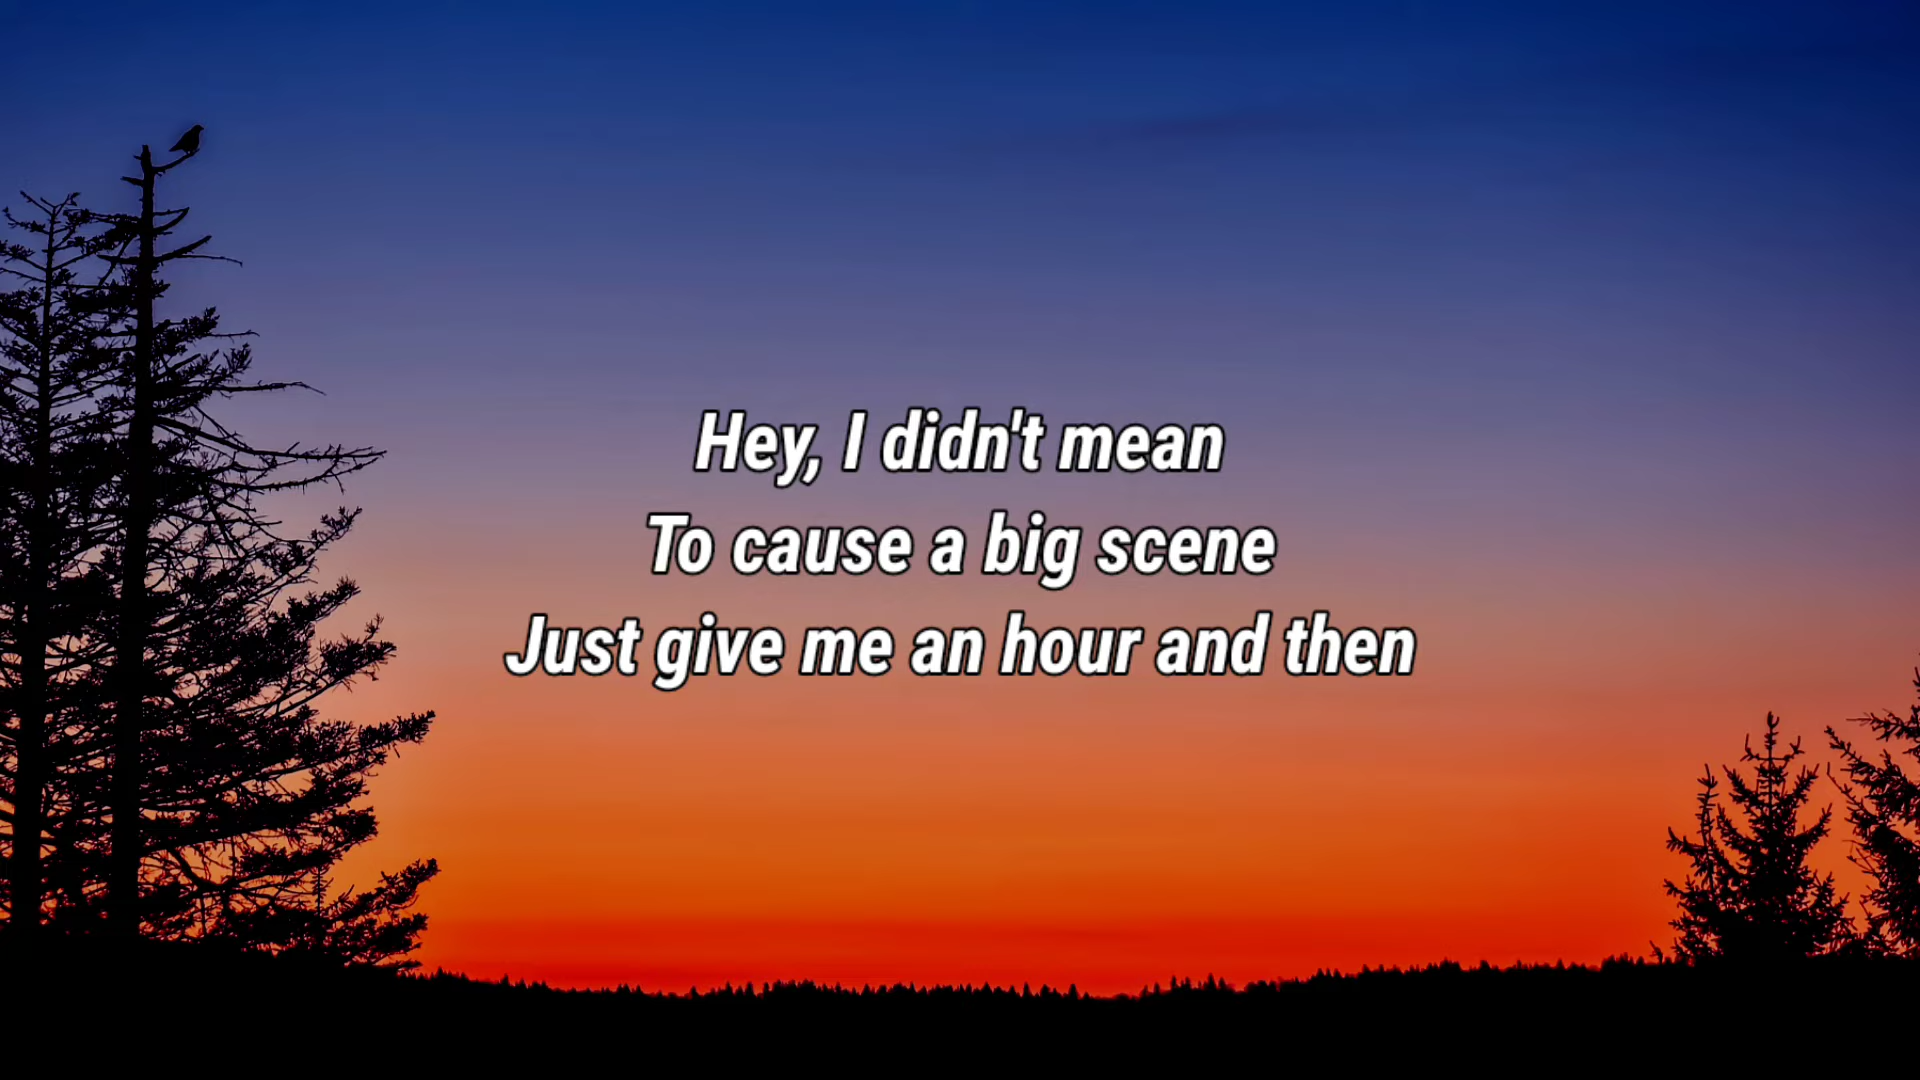 Hey, I didn't mean
To cause a big scene
Just give me an hour and then